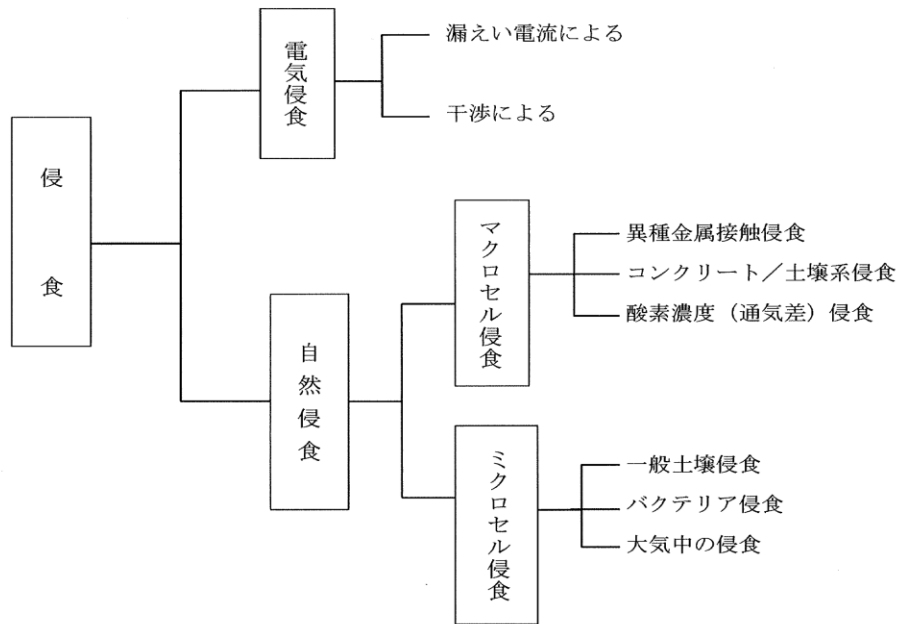 侵食
電気侵食
漏えい電流による
干渉による
自然侵食
マクロセル侵食
異種金属接触侵食
コンクリート／土壌系侵食
酸素濃度（通気差）侵食
ミクロセル侵食
一般土壌侵食
バクテリア侵食
大気中の侵食